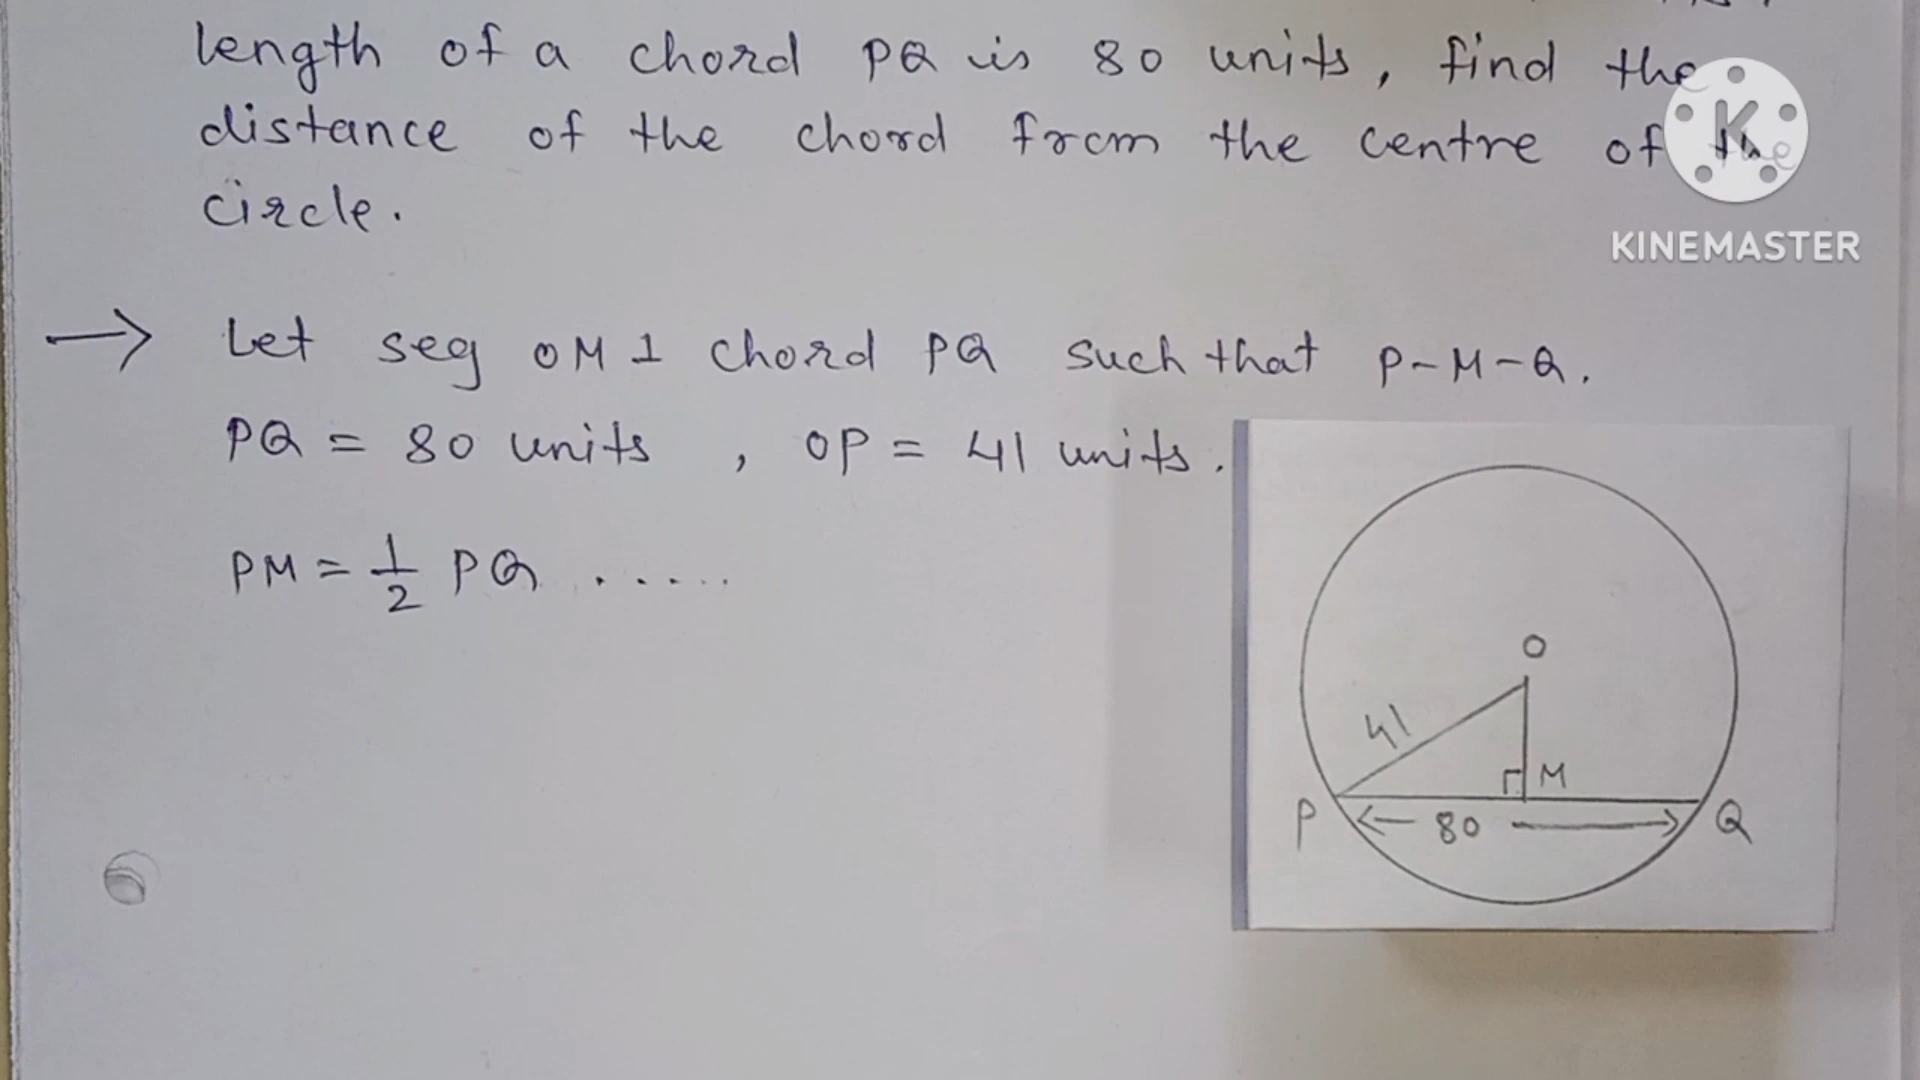 length of a chord PQ is 80 units, find the
distance of the chord from the centre of the
circle.
KINEMASTER
→ Let seg OM ⊥ chord PQ such that P-M-Q.
PQ = 80 units , OP = 41 units.
PM = 1/2 PQ .....
O
41
M
P
80
Q